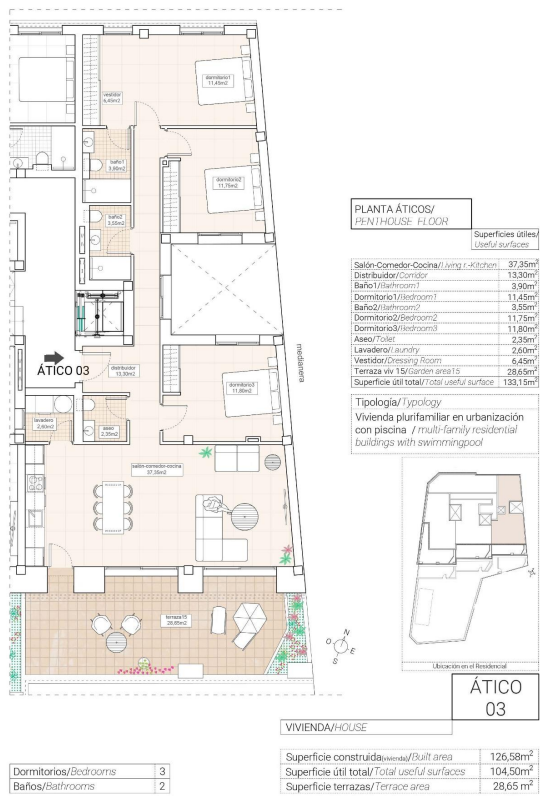 dormitorio1
11,45m2
vestidor
6,45m2
baño1
3,90m2
dormitorio2
11,75m2
baño2
3,55m2
ÁTICO 03
distribuidor
13,30m2
dormitorio3
11,80m2
medianera
lavadero
2,60m2
aseo
2,35m2
salón-comedor-cocina
37,35m2
terraza15
28,65m2
N
O
E
S
PLANTA ÁTICOS/
PENTHOUSE FLOOR
Superficies útiles/
Useful surfaces
Salón-Comedor-Cocina/Living r.-Kitchen 37,35m²
Distribuidor/Corridor 13,30m²
Baño1/Bathroom1 3,90m²
Dormitorio1/Bedroom1 11,45m²
Baño2/Bathroom2 3,55m²
Dormitorio2/Bedroom2 11,75m²
Dormitorio3/Bedroom3 11,80m²
Aseo/Toilet 2,35m²
Lavadero/Laundry 2,60m²
Vestidor/Dressing Room 6,45m²
Terraza viv 15/Garden area15 28,65m²
Superficie útil total/Total useful surface 133,15m²
Tipología/Typology
Vivienda plurifamiliar en urbanización
con piscina / multi-family residential
buildings with swimmingpool
Ubicación en el Residencial
ÁTICO
03
VIVIENDA/HOUSE
Superficie construida(vivienda)/Built area 126,58m²
Superficie útil total/Total useful surfaces 104,50m²
Superficie terrazas/Terrace area 28,65 m²
Dormitorios/Bedrooms 3
Baños/Bathrooms 2